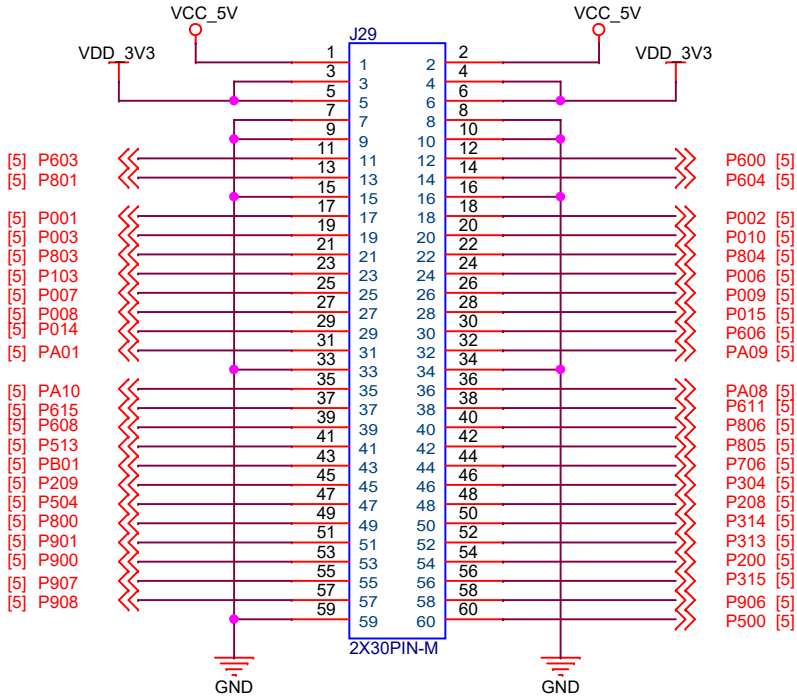 VCC_5V VCC_5V
J29
VDD_3V3 VDD_3V3
1 1 2 2
3 3 4 4
5 5 6 6
7 7 8 8
9 9 10 10
[5] P603 11 11 12 12 P600 [5]
[5] P801 13 13 14 14 P604 [5]
15 15 16 16
[5] P001 17 17 18 18 P002 [5]
[5] P003 19 19 20 20 P010 [5]
[5] P803 21 21 22 22 P804 [5]
[5] P103 23 23 24 24 P006 [5]
[5] P007 25 25 26 26 P009 [5]
[5] P008 27 27 28 28 P015 [5]
[5] P014 29 29 30 30 P606 [5]
[5] PA01 31 31 32 32 PA09 [5]
33 33 34 34
[5] PA10 35 35 36 36 PA08 [5]
[5] P615 37 37 38 38 P611 [5]
[5] P608 39 39 40 40 P806 [5]
[5] P513 41 41 42 42 P805 [5]
[5] PB01 43 43 44 44 P706 [5]
[5] P209 45 45 46 46 P304 [5]
[5] P504 47 47 48 48 P208 [5]
[5] P800 49 49 50 50 P314 [5]
[5] P901 51 51 52 52 P313 [5]
[5] P900 53 53 54 54 P200 [5]
[5] P907 55 55 56 56 P315 [5]
[5] P908 57 57 58 58 P906 [5]
59 59 60 60 P500 [5]
2X30PIN-M
GND GND